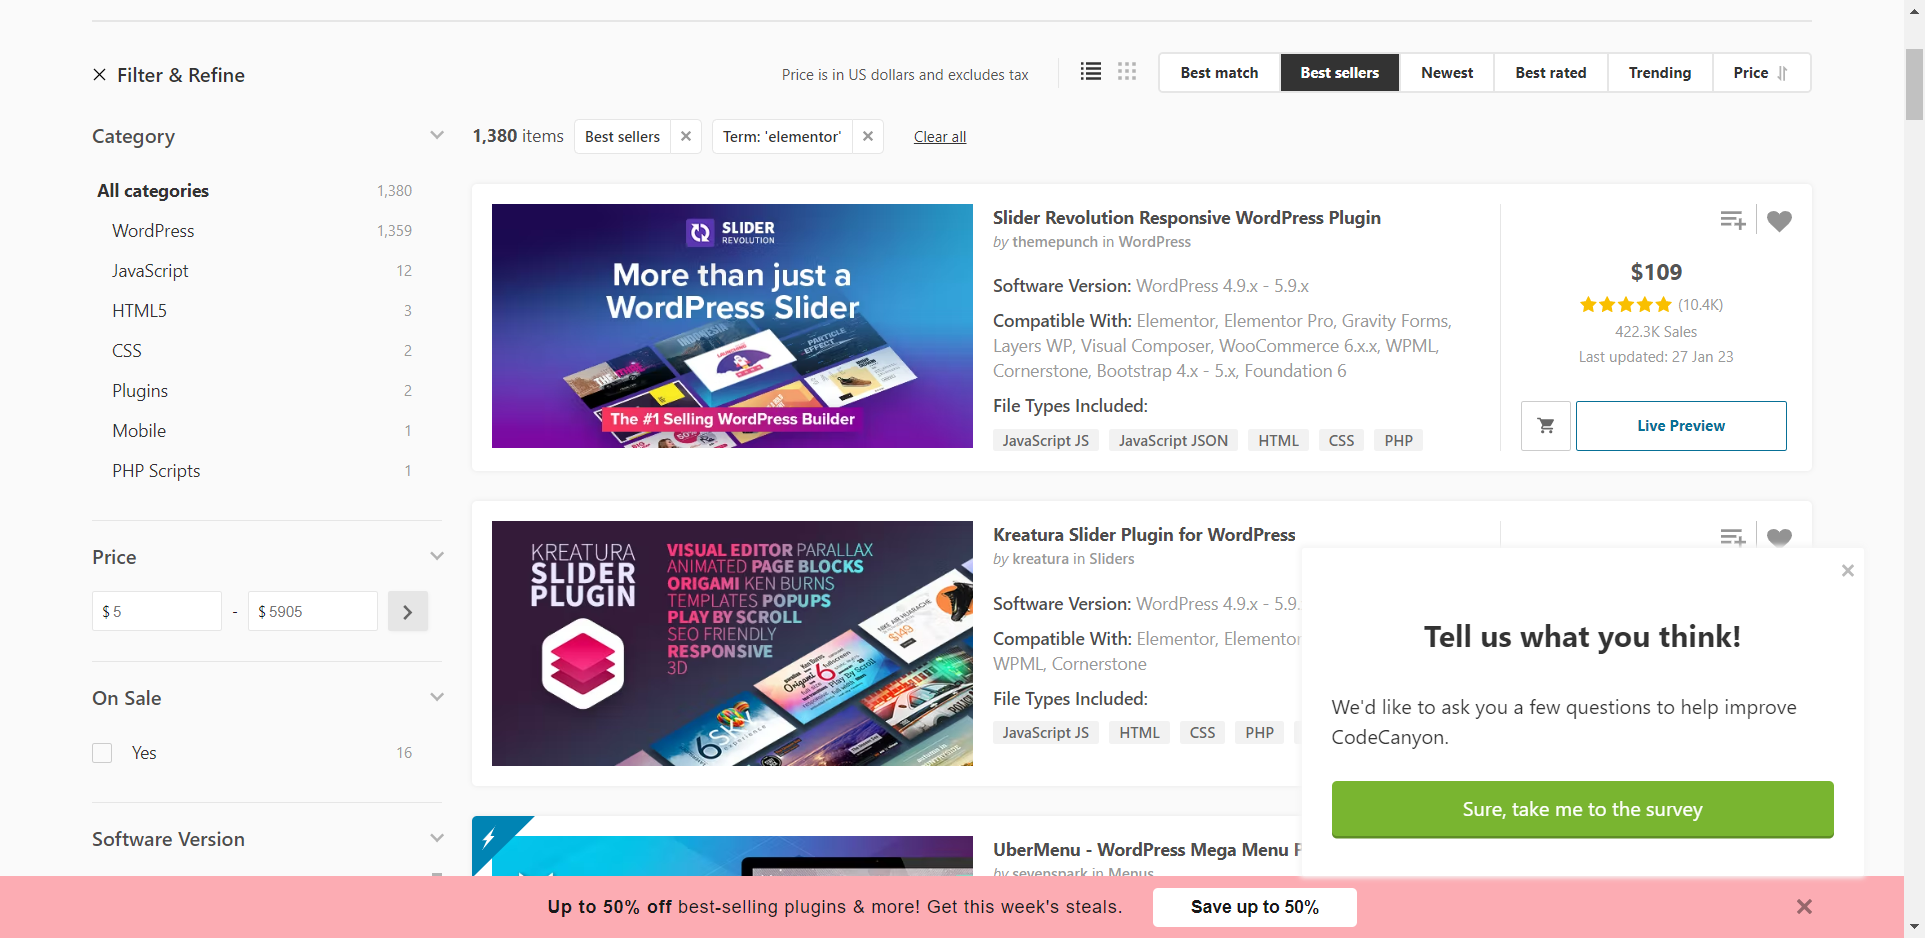 Filter & Refine
Price is in US dollars and excludes tax
Best match
Best sellers
Newest
Best rated
Trending
Price
Category
1,380 items
Best sellers
Term: 'elementor'
Clear all
All categories 1,380
WordPress 1,359
JavaScript 12
HTML5 3
CSS 2
Plugins 2
Mobile 1
PHP Scripts 1
Price
$ 5 - $ 5905
On Sale
Yes 16
Software Version
SLIDER
REVOLUTION
More than just a
WordPress Slider
The #1 Selling WordPress Builder
Slider Revolution Responsive WordPress Plugin
by themepunch in WordPress
Software Version: WordPress 4.9.x - 5.9.x
Compatible With: Elementor, Elementor Pro, Gravity Forms,
Layers WP, Visual Composer, WooCommerce 6.x.x, WPML,
Cornerstone, Bootstrap 4.x - 5.x, Foundation 6
File Types Included:
JavaScript JS
JavaScript JSON
HTML
CSS
PHP
$109
(10.4K)
422.3K Sales
Last updated: 27 Jan 23
Live Preview
KREATURA
SLIDER
PLUGIN
VISUAL EDITOR PARALLAX
ANIMATED PAGE BLOCKS
ORIGAMI KEN BURNS
TEMPLATES POPUPS
PLAY BY SCROLL
SEO FRIENDLY
RESPONSIVE
3D
Kreatura Slider Plugin for WordPress
by kreatura in Sliders
Software Version: WordPress 4.9.x - 5.9.
Compatible With: Elementor, Elementor
WPML, Cornerstone
File Types Included:
JavaScript JS
HTML
CSS
PHP
UberMenu - WordPress Mega Menu P
by sevenspark in Menus
Tell us what you think!
We'd like to ask you a few questions to help improve
CodeCanyon.
Sure, take me to the survey
Up to 50% off best-selling plugins & more! Get this week's steals.
Save up to 50%